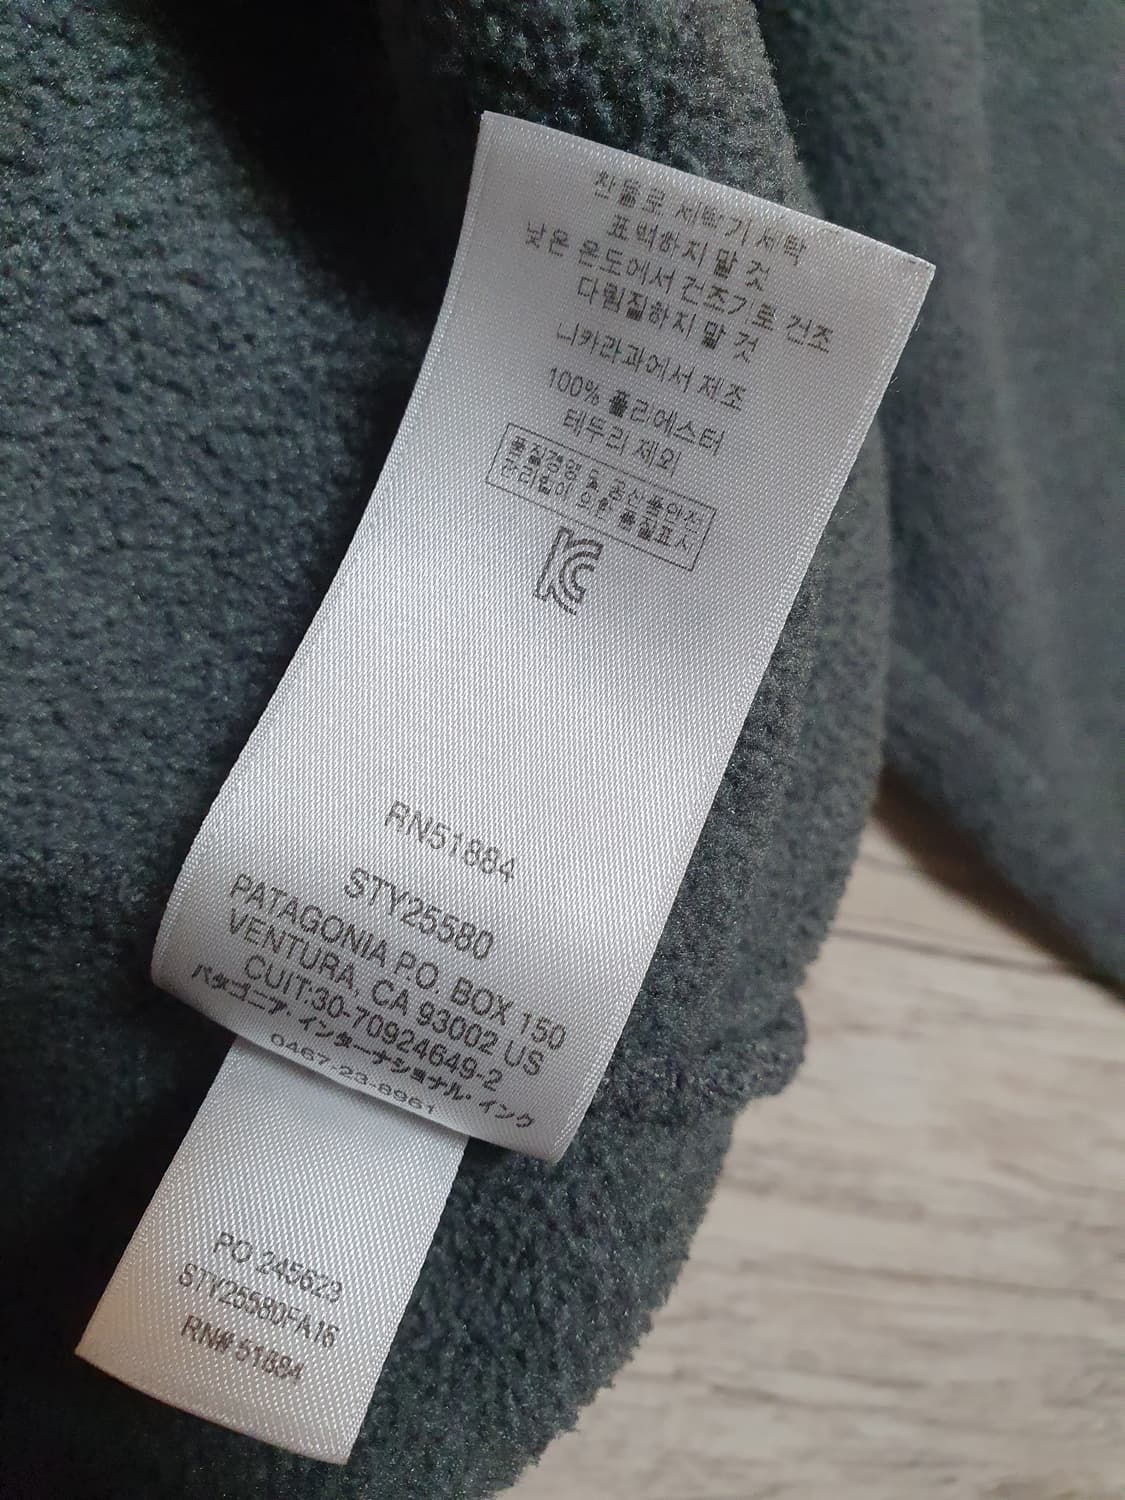 찬물로 세탁기 세탁
표백하지 말 것
낮은 온도에서 건조기로 건조
다림질하지 말 것
니카라과에서 제조
100% 폴리에스터
테두리 제외
품질경영 및 공산품안전
관리법에 의한 품질표시
KC
RN51884
STY25580
PATAGONIA P.O. BOX 150
VENTURA, CA 93002 US
CUIT:30-70924649-2
パタゴニア・インターナショナル・インク
0467-23-8961
PO 245623
STY25580FA16
RN# 51884